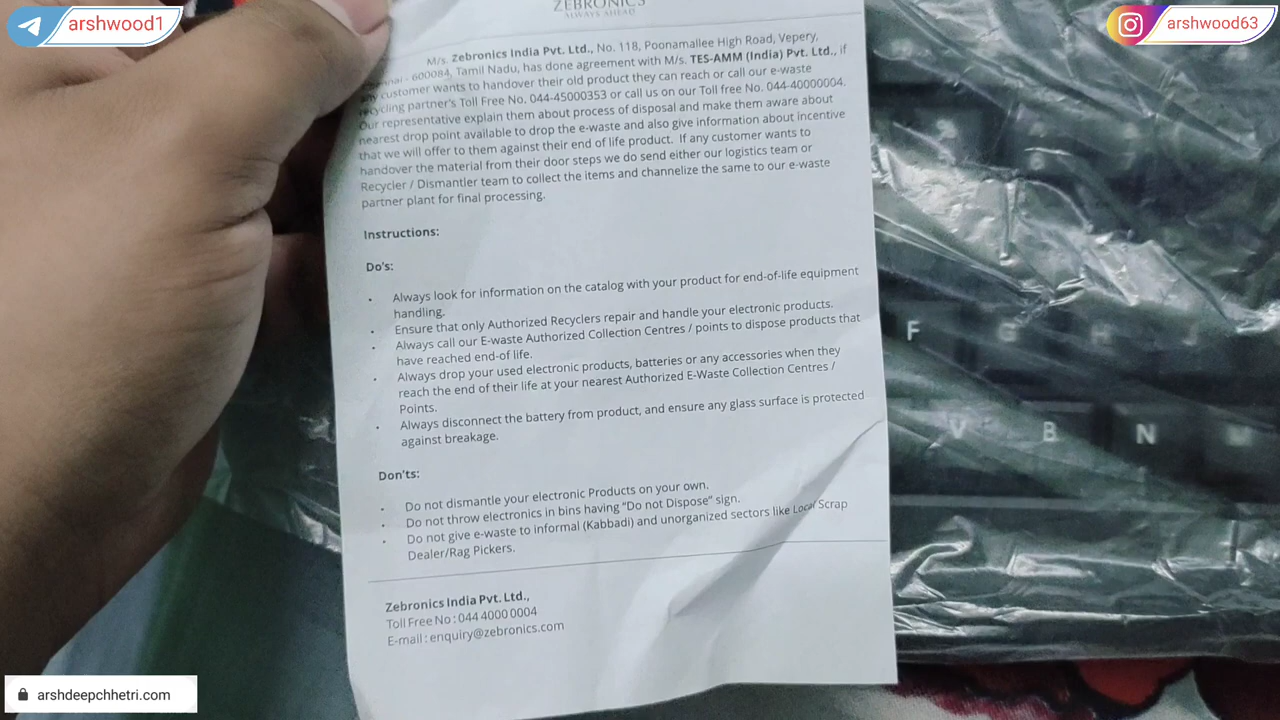 arshwood1
arshwood63
ZEBRONICS
ALWAYS AHEAD
M/s. Zebronics India Pvt. Ltd., No. 118, Poonamallee High Road, Vepery,
- 600084, Tamil Nadu, has done agreement with M/s. TES-AMM (India) Pvt. Ltd., if
any customer wants to handover their old product they can reach or call our e-waste
recycling partner's Toll Free No. 044-45000353 or call us on our Toll free No. 044-40000004.
Our representative explain them about process of disposal and make them aware about
nearest drop point available to drop the e-waste and also give information about incentive
that we will offer to them against their end of life product. If any customer wants to
handover the material from their door steps we do send either our logistics team or
Recycler / Dismantler team to collect the items and channelize the same to our e-waste
partner plant for final processing.
Instructions:
Do's:
• Always look for information on the catalog with your product for end-of-life equipment
handling.
• Ensure that only Authorized Recyclers repair and handle your electronic products.
• Always call our E-waste Authorized Collection Centres / points to dispose products that
have reached end-of life.
• Always drop your used electronic products, batteries or any accessories when they
reach the end of their life at your nearest Authorized E-Waste Collection Centres /
Points.
• Always disconnect the battery from product, and ensure any glass surface is protected
against breakage.
Don'ts:
• Do not dismantle your electronic Products on your own.
• Do not throw electronics in bins having “Do not Dispose” sign.
• Do not give e-waste to informal (Kabbadi) and unorganized sectors like Local Scrap
Dealer/Rag Pickers.
Zebronics India Pvt. Ltd.,
Toll Free No : 044 4000 0004
E-mail : enquiry@zebronics.com
F G H J
V B N M
arshdeepchhetri.com